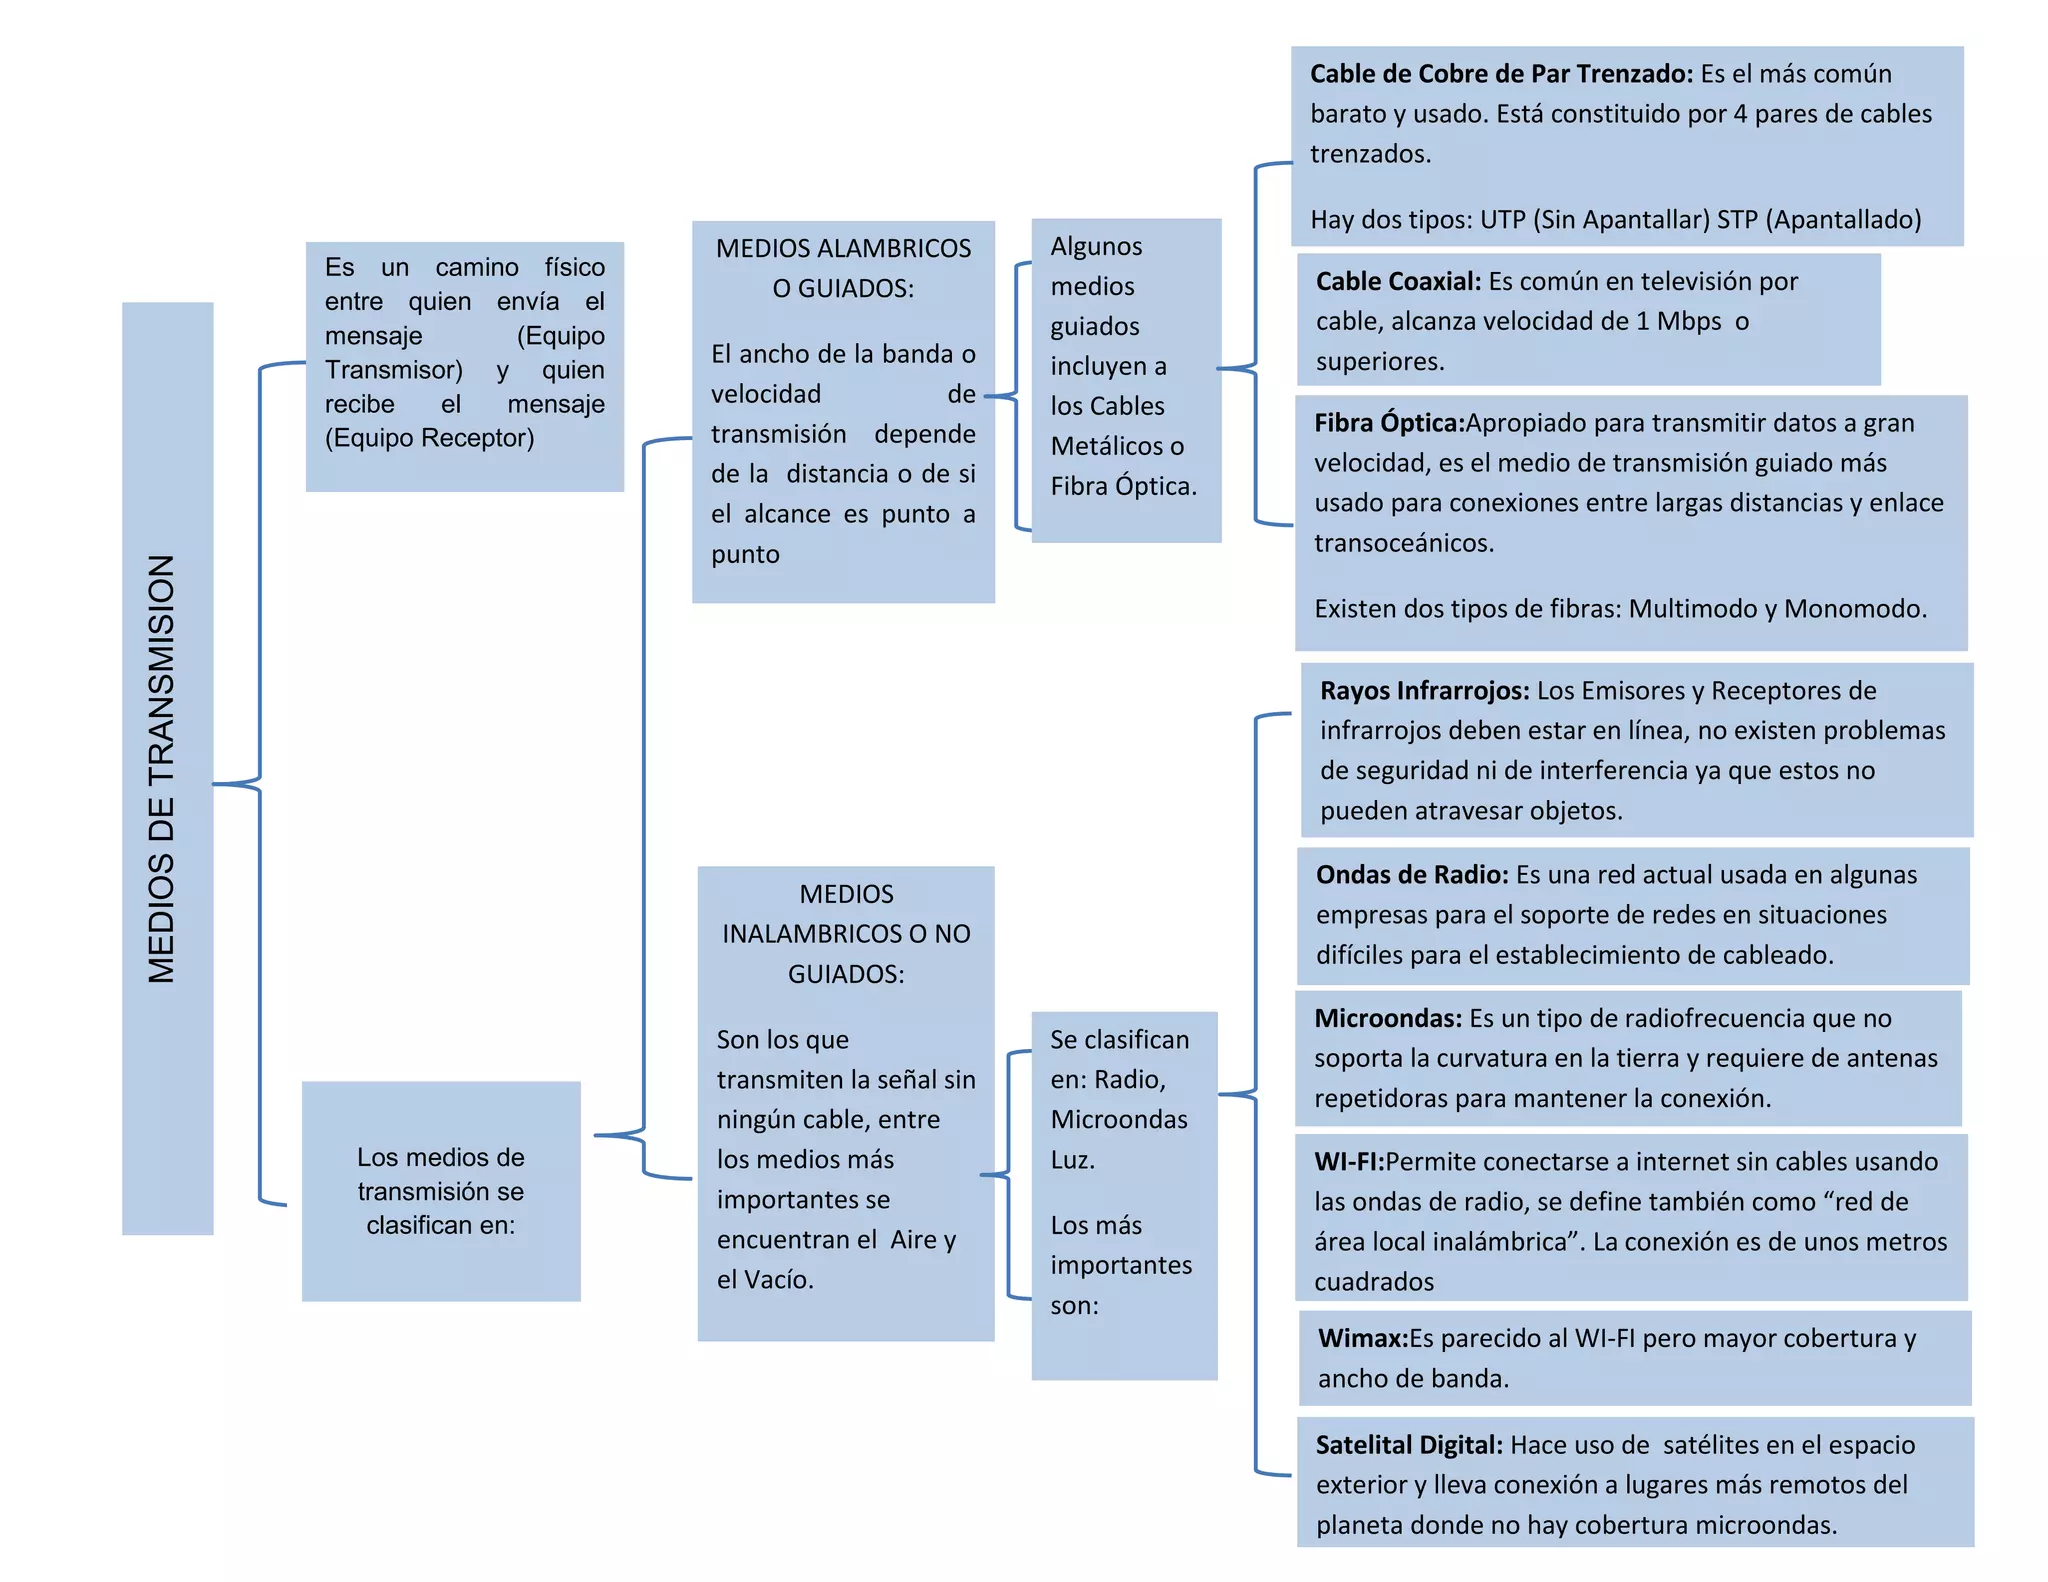 MEDIOS DE TRANSMISION
Es un camino físico
entre quien envía el
mensaje (Equipo
Transmisor) y quien
recibe el mensaje
(Equipo Receptor)
Los medios de
transmisión se
clasifican en:
MEDIOS ALAMBRICOS
O GUIADOS:
El ancho de la banda o
velocidad de
transmisión depende
de la distancia o de si
el alcance es punto a
punto
Algunos
medios
guiados
incluyen a
los Cables
Metálicos o
Fibra Óptica.
Cable de Cobre de Par Trenzado: Es el más común
barato y usado. Está constituido por 4 pares de cables
trenzados.
Hay dos tipos: UTP (Sin Apantallar) STP (Apantallado)
Cable Coaxial: Es común en televisión por
cable, alcanza velocidad de 1 Mbps o
superiores.
Fibra Óptica:Apropiado para transmitir datos a gran
velocidad, es el medio de transmisión guiado más
usado para conexiones entre largas distancias y enlace
transoceánicos.
Existen dos tipos de fibras: Multimodo y Monomodo.
MEDIOS
INALAMBRICOS O NO
GUIADOS:
Son los que
transmiten la señal sin
ningún cable, entre
los medios más
importantes se
encuentran el Aire y
el Vacío.
Se clasifican
en: Radio,
Microondas
Luz.
Los más
importantes
son:
Rayos Infrarrojos: Los Emisores y Receptores de
infrarrojos deben estar en línea, no existen problemas
de seguridad ni de interferencia ya que estos no
pueden atravesar objetos.
Ondas de Radio: Es una red actual usada en algunas
empresas para el soporte de redes en situaciones
difíciles para el establecimiento de cableado.
Microondas: Es un tipo de radiofrecuencia que no
soporta la curvatura en la tierra y requiere de antenas
repetidoras para mantener la conexión.
WI-FI:Permite conectarse a internet sin cables usando
las ondas de radio, se define también como “red de
área local inalámbrica”. La conexión es de unos metros
cuadrados
Wimax:Es parecido al WI-FI pero mayor cobertura y
ancho de banda.
Satelital Digital: Hace uso de satélites en el espacio
exterior y lleva conexión a lugares más remotos del
planeta donde no hay cobertura microondas.